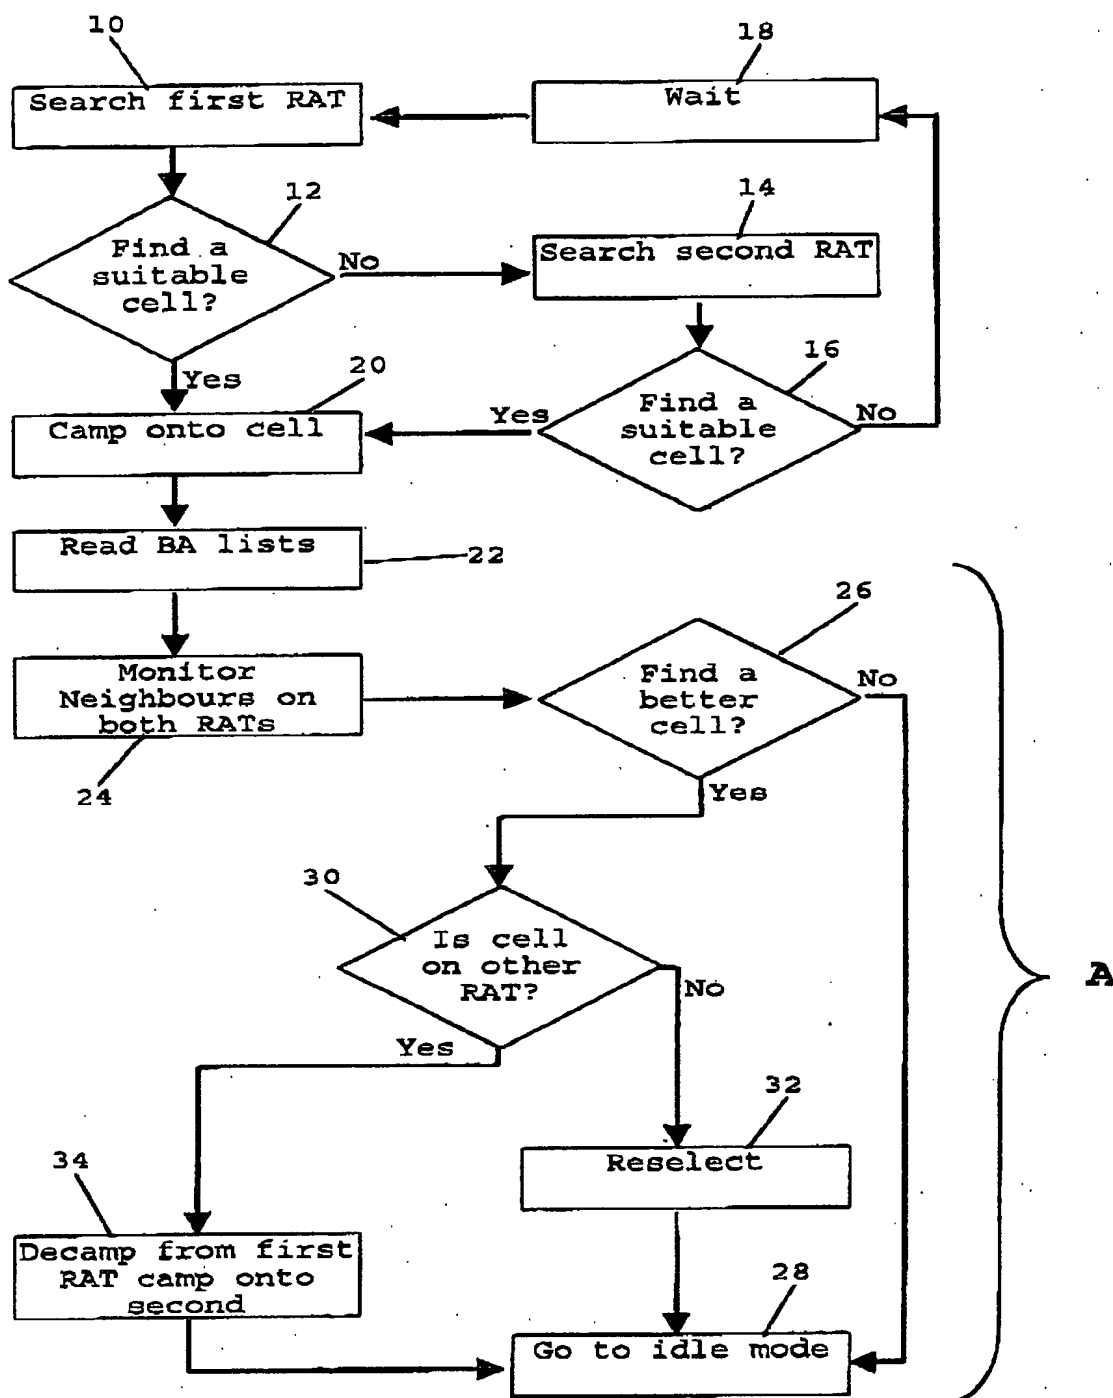 10
18
Search first RAT
Wait
12
14
Find a
suitable
cell?
No
Search second RAT
Yes
20
16
Camp onto cell
Yes
Find a
suitable
cell?
No
Read BA lists
22
26
Monitor
Neighbours on
both RATs
24
Find a
better
cell?
No
Yes
30
Is cell
on other
RAT?
No
Yes
A
32
Reselect
34
Decamp from first
RAT camp onto
second
28
Go to idle mode